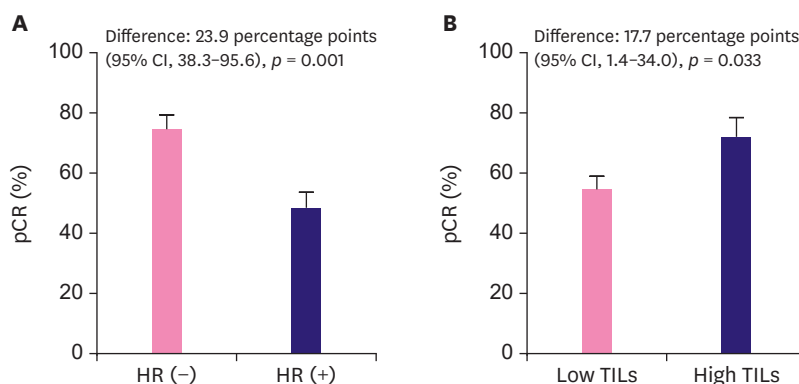 A
Difference: 23.9 percentage points
(95% CI, 38.3–95.6), p = 0.001
100
80
60
40
20
0
pCR (%)
HR (−)
HR (+)
B
Difference: 17.7 percentage points
(95% CI, 1.4–34.0), p = 0.033
100
80
60
40
20
0
pCR (%)
Low TILs
High TILs